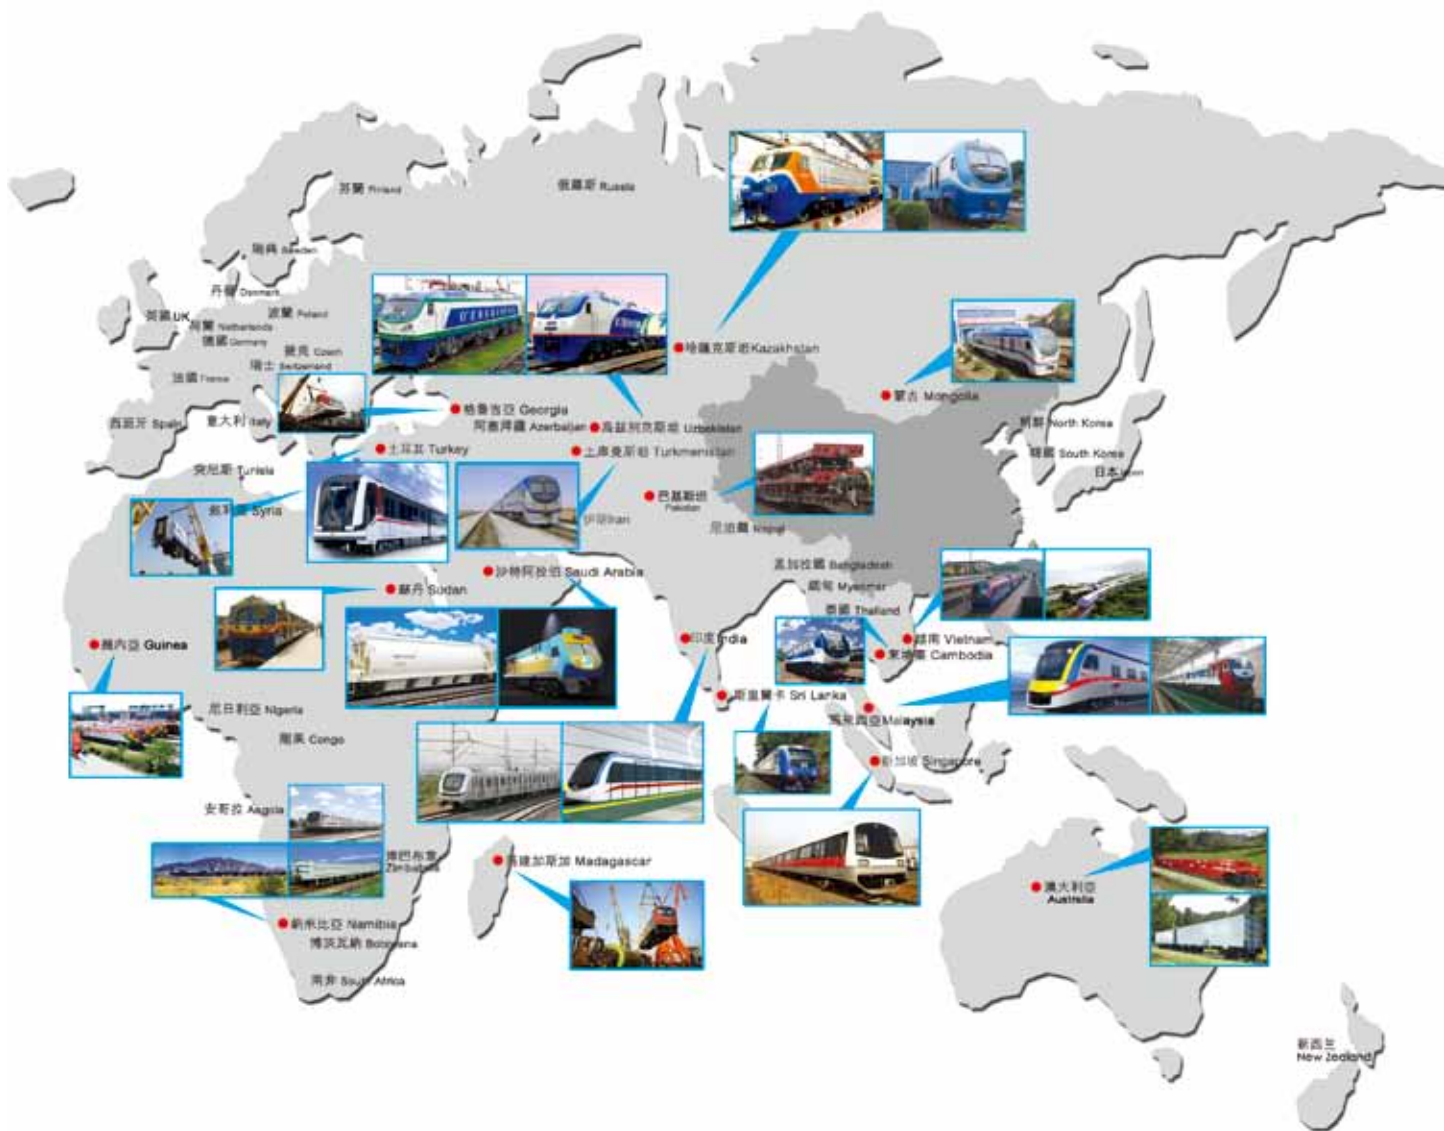 芬蘭 Finland
俄羅斯 Russia
瑞典 Sweden
丹麥 Denmark
英國 UK
荷蘭 Netherlands
波蘭 Poland
德國 Germany
捷克 Czech
瑞士 Switzerland
法國 France
哈薩克斯坦 Kazakhstan
蒙古 Mongolia
格魯吉亞 Georgia
阿塞拜疆 Azerbaijan
烏茲別克斯坦 Uzbekistan
西班牙 Spain
意大利 Italy
朝鮮 North Korea
土耳其 Turkey
土庫曼斯坦 Turkmenistan
韓國 South Korea
日本 Japan
突尼斯 Tunisia
巴基斯坦
Pakistan
敘利亞 Syria
伊朗 Iran
尼泊爾 Nepal
孟加拉國 Bangladesh
沙特阿拉伯 Saudi Arabia
緬甸 Myanmar
蘇丹 Sudan
泰國 Thailand
幾內亞 Guinea
印度 India
越南 Vietnam
柬埔寨 Cambodia
斯里蘭卡 Sri Lanka
尼日利亞 Nigeria
馬來西亞 Malaysia
剛果 Congo
新加坡 Singapore
安哥拉 Angola
津巴布韋
Zimbabwe
馬達加斯加 Madagascar
澳大利亞
Australia
納米比亞 Namibia
博茨瓦納 Botswana
南非 South Africa
新西兰
New Zealand